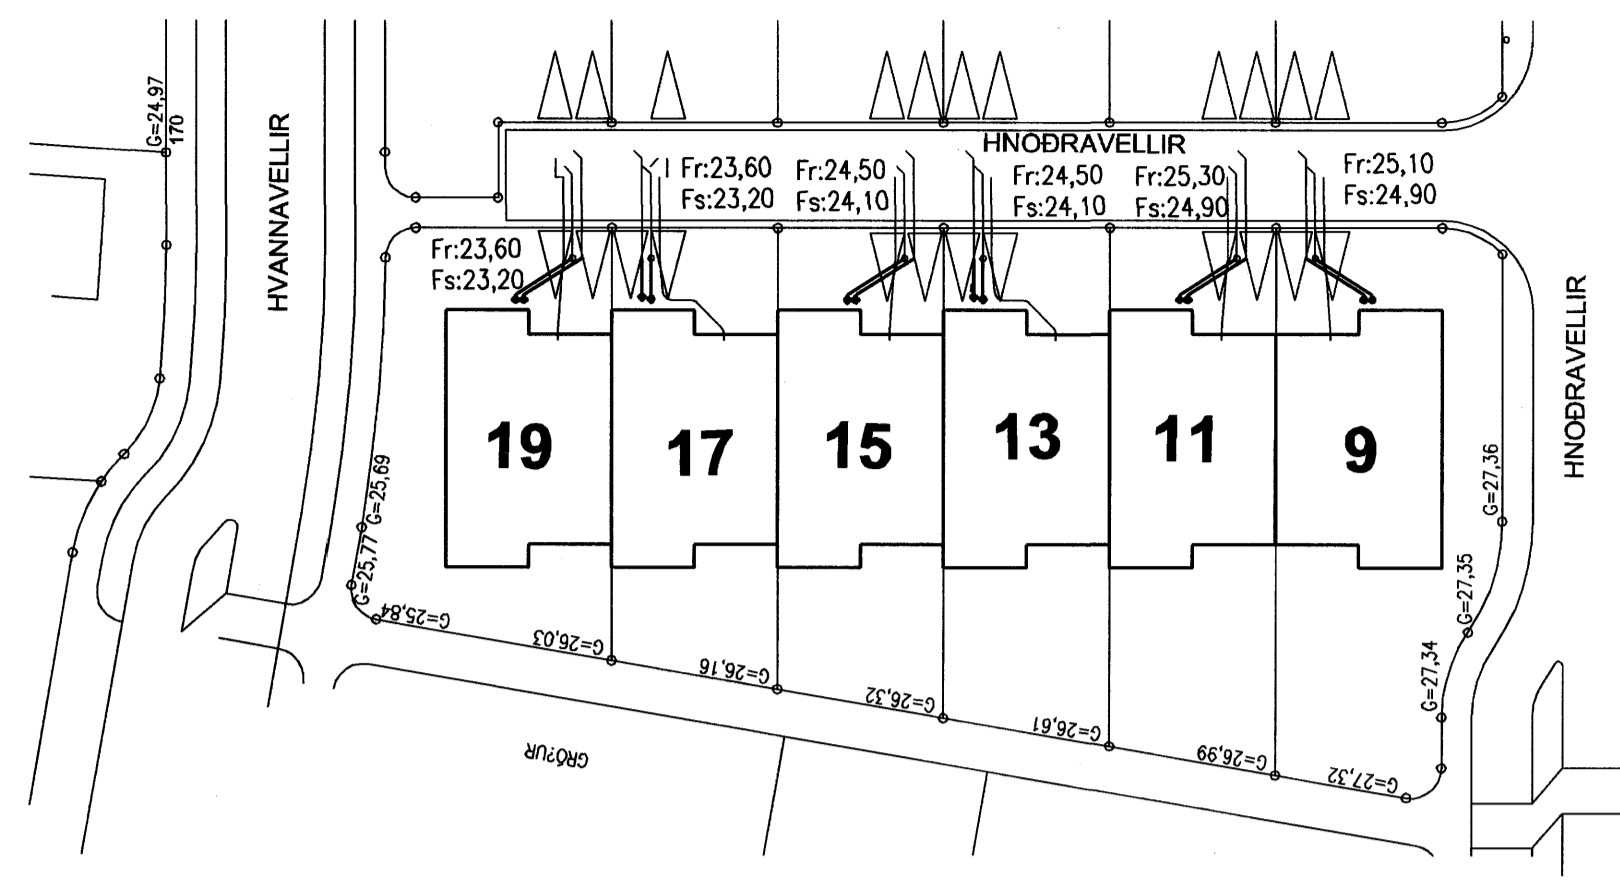 G=24,97
170
HVANNAVELLIR
HNOÐRAVELLIR
Fr:23,60
Fs:23,20
Fr:24,50
Fs:24,10
Fr:24,50
Fs:24,10
Fr:25,30
Fs:24,90
Fr:25,10
Fs:24,90
Fr:23,60
Fs:23,20
HNOÐRAVELLIR
19
17
15
13
11
9
G=25,69
G=25,77
G=25,84
G=26,03
G=26,16
G=26,32
G=26,61
G=26,99
G=27,32
G=27,34
G=27,35
G=27,36
GRÓ?UR